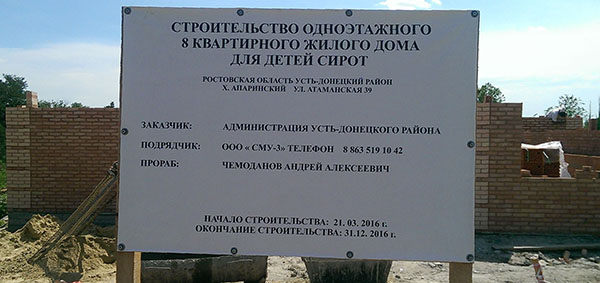 СТРОИТЕЛЬСТВО ОДНОЭТАЖНОГО
8 КВАРТИРНОГО ЖИЛОГО ДОМА
ДЛЯ ДЕТЕЙ СИРОТ
РОСТОВСКАЯ ОБЛАСТЬ УСТЬ-ДОНЕЦКИЙ РАЙОН
Х. АПАРИНСКИЙ УЛ. АТАМАНСКАЯ 39
ЗАКАЗЧИК: АДМИНИСТРАЦИЯ УСТЬ-ДОНЕЦКОГО РАЙОНА
ПОДРЯДЧИК: ООО « СМУ-3» ТЕЛЕФОН 8 863 519 10 42
ПРОРАБ: ЧЕМОДАНОВ АНДРЕЙ АЛЕКСЕЕВИЧ
НАЧАЛО СТРОИТЕЛЬСТВА: 21. 03. 2016 г.
ОКОНЧАНИЕ СТРОИТЕЛЬСТВА: 31.12. 2016 г.